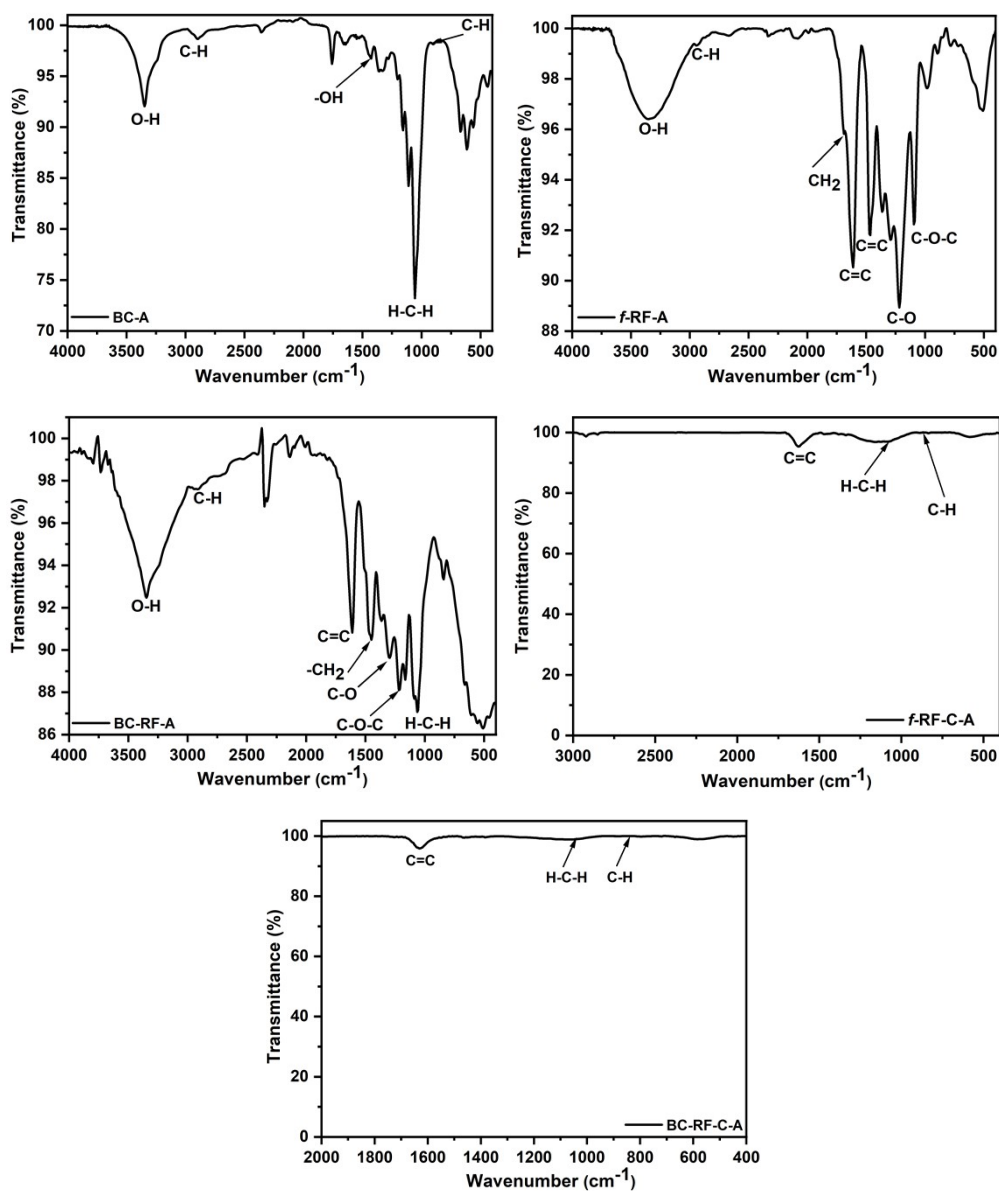 100
95
90
85
80
75
70
Transmittance (%)
O-H
C-H
-OH
H-C-H
C-H
BC-A
4000 3500 3000 2500 2000 1500 1000 500
Wavenumber (cm-1)
100
98
96
94
92
90
88
Transmittance (%)
O-H
C-H
CH2
C=C
C=C
C-O
C-O-C
f-RF-A
4000 3500 3000 2500 2000 1500 1000 500
Wavenumber (cm-1)
100
98
96
94
92
90
88
86
Transmittance (%)
O-H
C-H
C=C
-CH2
C-O
C-O-C
H-C-H
BC-RF-A
4000 3500 3000 2500 2000 1500 1000 500
Wavenumber (cm-1)
100
80
60
40
20
0
Transmittance (%)
C=C
H-C-H
C-H
f-RF-C-A
3000 2500 2000 1500 1000 500
Wavenumber (cm-1)
100
80
60
40
20
0
Transmittance (%)
C=C
H-C-H
C-H
BC-RF-C-A
2000 1800 1600 1400 1200 1000 800 600 400
Wavenumber (cm-1)